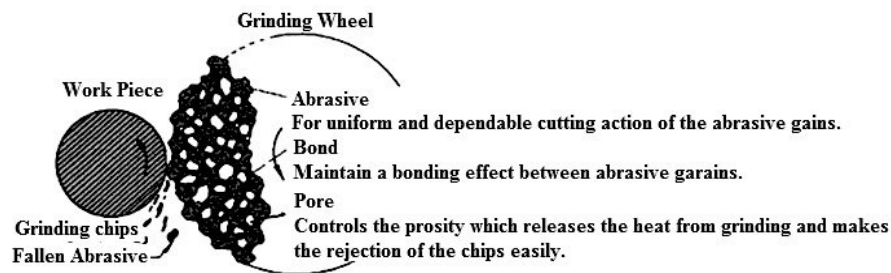 Grinding Wheel
Work Piece
Abrasive
For uniform and dependable cutting action of the abrasive gains.
Bond
Maintain a bonding effect between abrasive garains.
Pore
Controls the prosity which releases the heat from grinding and makes
the rejection of the chips easily.
Grinding chips
Fallen Abrasive